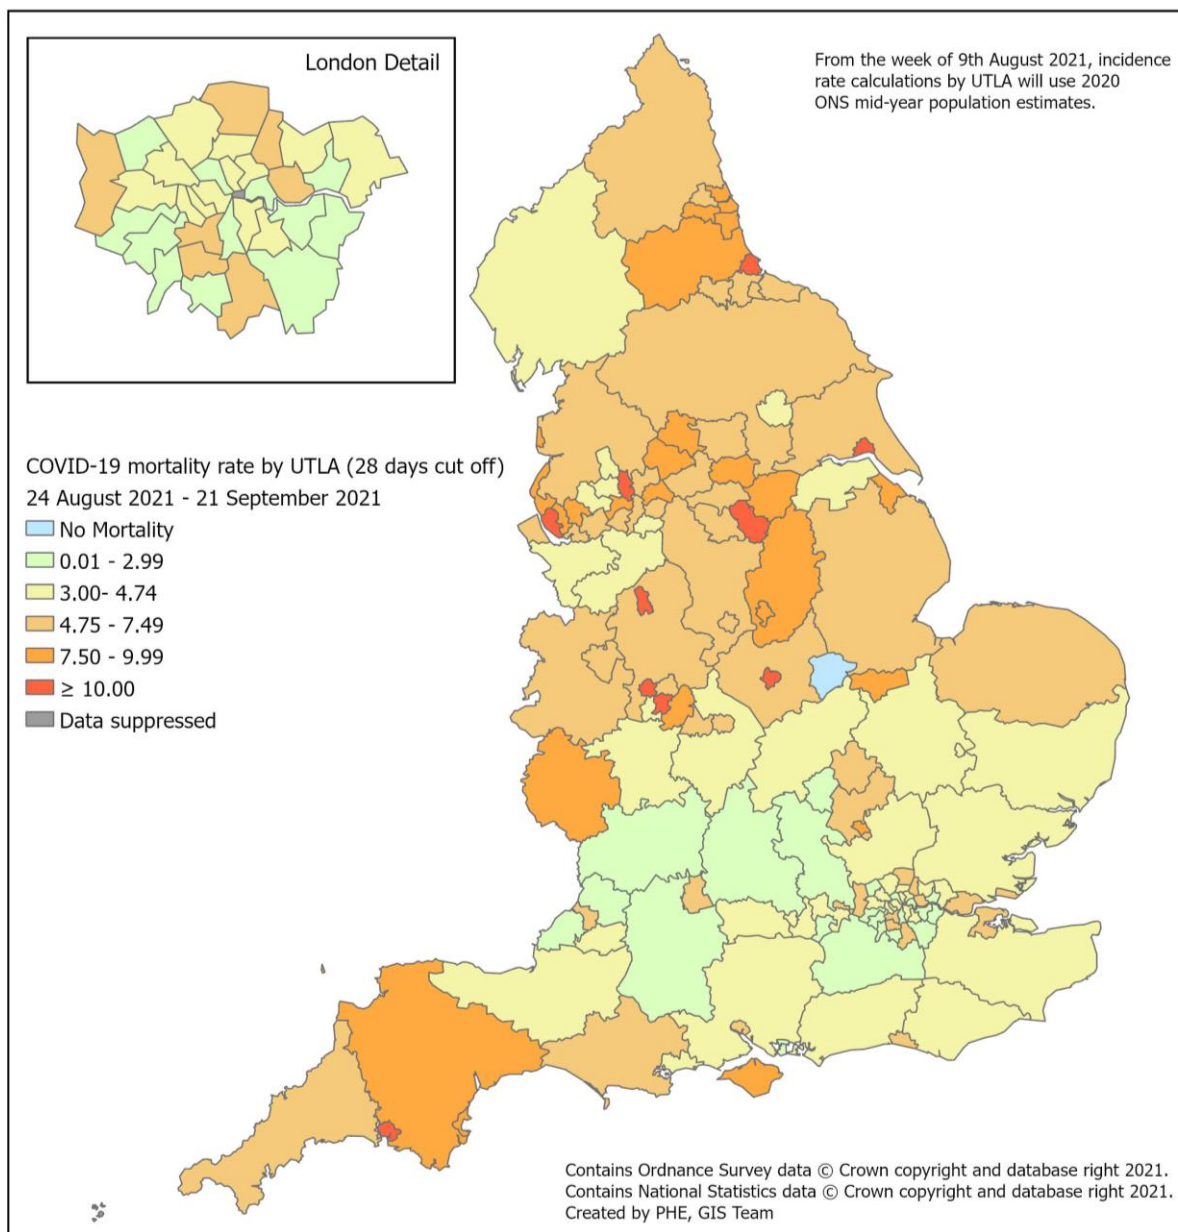 London Detail
From the week of 9th August 2021, incidence
rate calculations by UTLA will use 2020
ONS mid-year population estimates.
COVID-19 mortality rate by UTLA (28 days cut off)
24 August 2021 - 21 September 2021
No Mortality
0.01 - 2.99
3.00- 4.74
4.75 - 7.49
7.50 - 9.99
≥ 10.00
Data suppressed
Contains Ordnance Survey data © Crown copyright and database right 2021.
Contains National Statistics data © Crown copyright and database right 2021.
Created by PHE, GIS Team